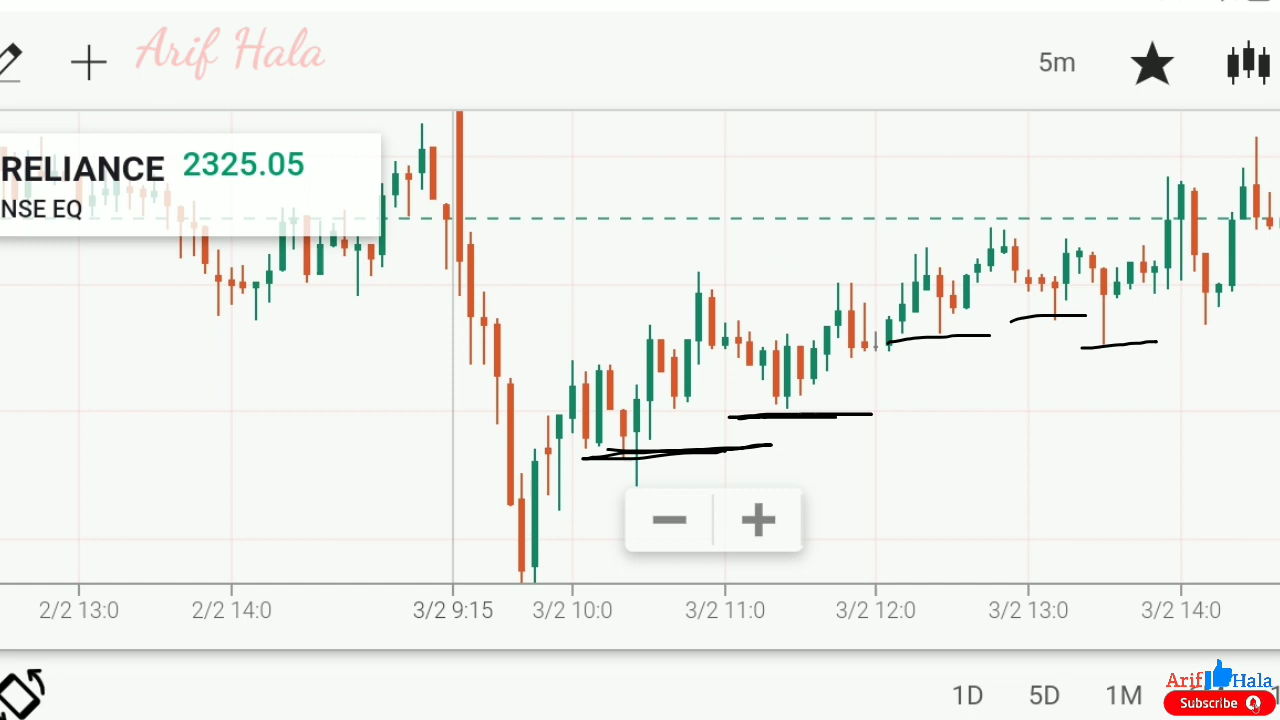 Arif Hala
5m
RELIANCE 2325.05
NSE EQ
2/2 13:0 2/2 14:0 3/2 9:15 3/2 10:0 3/2 11:0 3/2 12:0 3/2 13:0 3/2 14:0
1D 5D 1M
Arif Hala
Subscribe